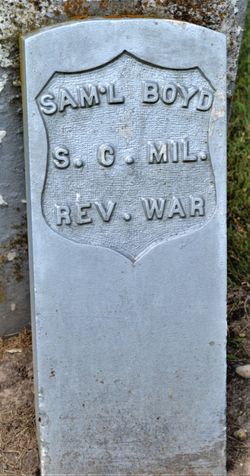 SAM'L BOYD
S. C. MIL.
REV. WAR